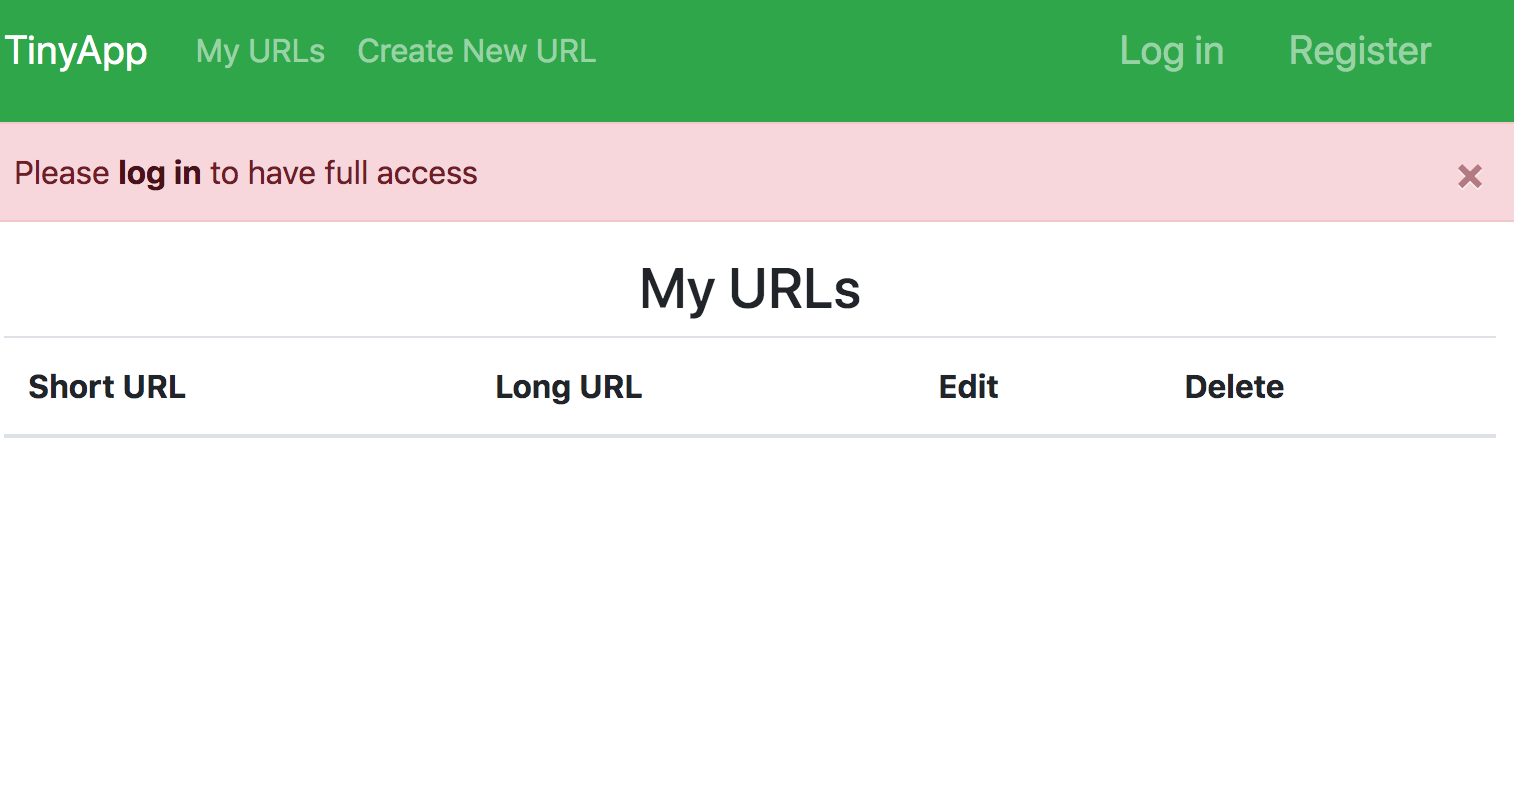 TinyApp My URLs Create New URL Log in Register
Please log in to have full access
My URLs
Short URL Long URL Edit Delete